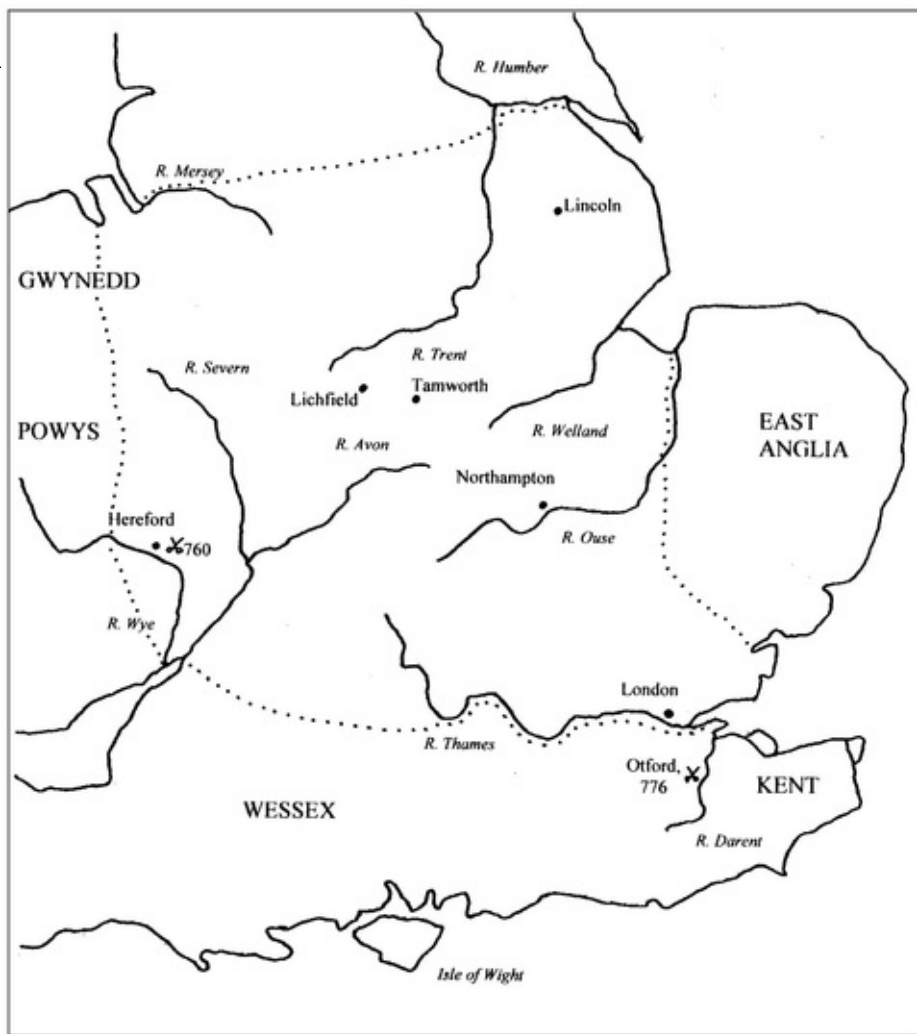 R. Humber
R. Mersey
Lincoln
GWYNEDD
R. Severn
R. Trent
Lichfield
Tamworth
POWYS
R. Avon
R. Welland
EAST
ANGLIA
Northampton
Hereford
760
R. Ouse
R. Wye
London
R. Thames
Otford,
776
KENT
WESSEX
R. Darent
Isle of Wight